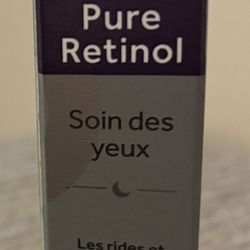 Pure
Retinol
Soin des
yeux
Les rides et